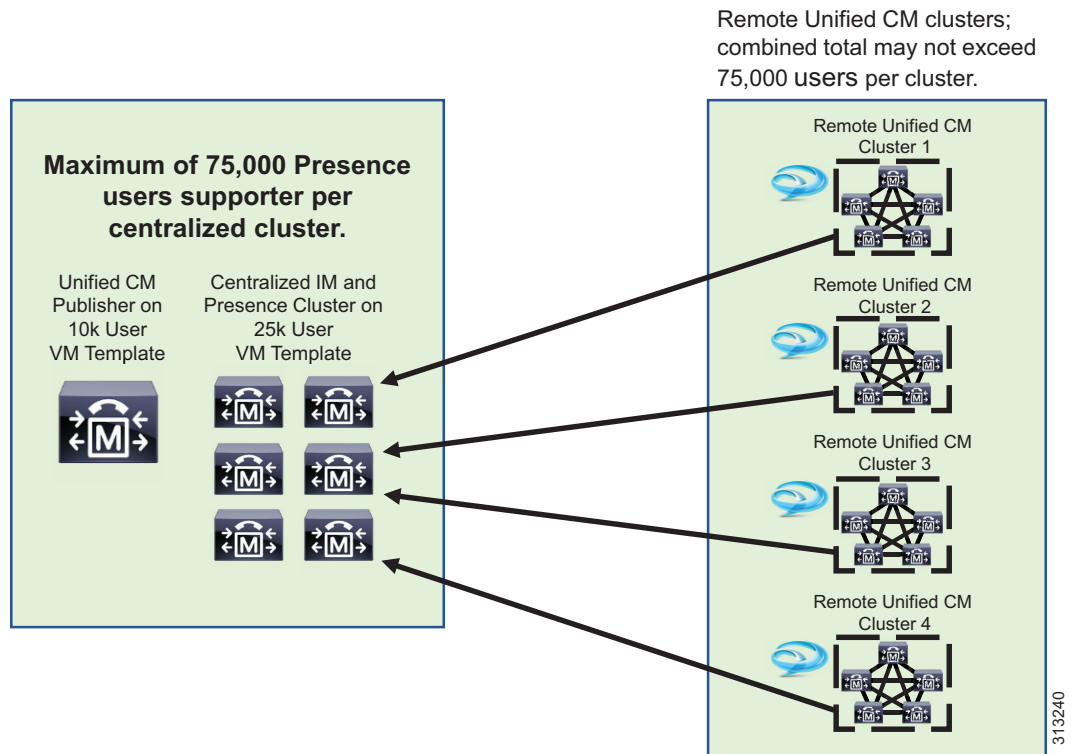 Remote Unified CM clusters;
combined total may not exceed
75,000 users per cluster.
Maximum of 75,000 Presence
users supporter per
centralized cluster.
Unified CM
Publisher on
10k User
VM Template
Centralized IM and
Presence Cluster on
25k User
VM Template
M
M
M
M
M
M
M
Remote Unified CM
Cluster 1
M
M
M
M
M
Remote Unified CM
Cluster 2
M
M
M
M
M
Remote Unified CM
Cluster 3
M
M
M
M
M
Remote Unified CM
Cluster 4
M
M
M
M
M
313240